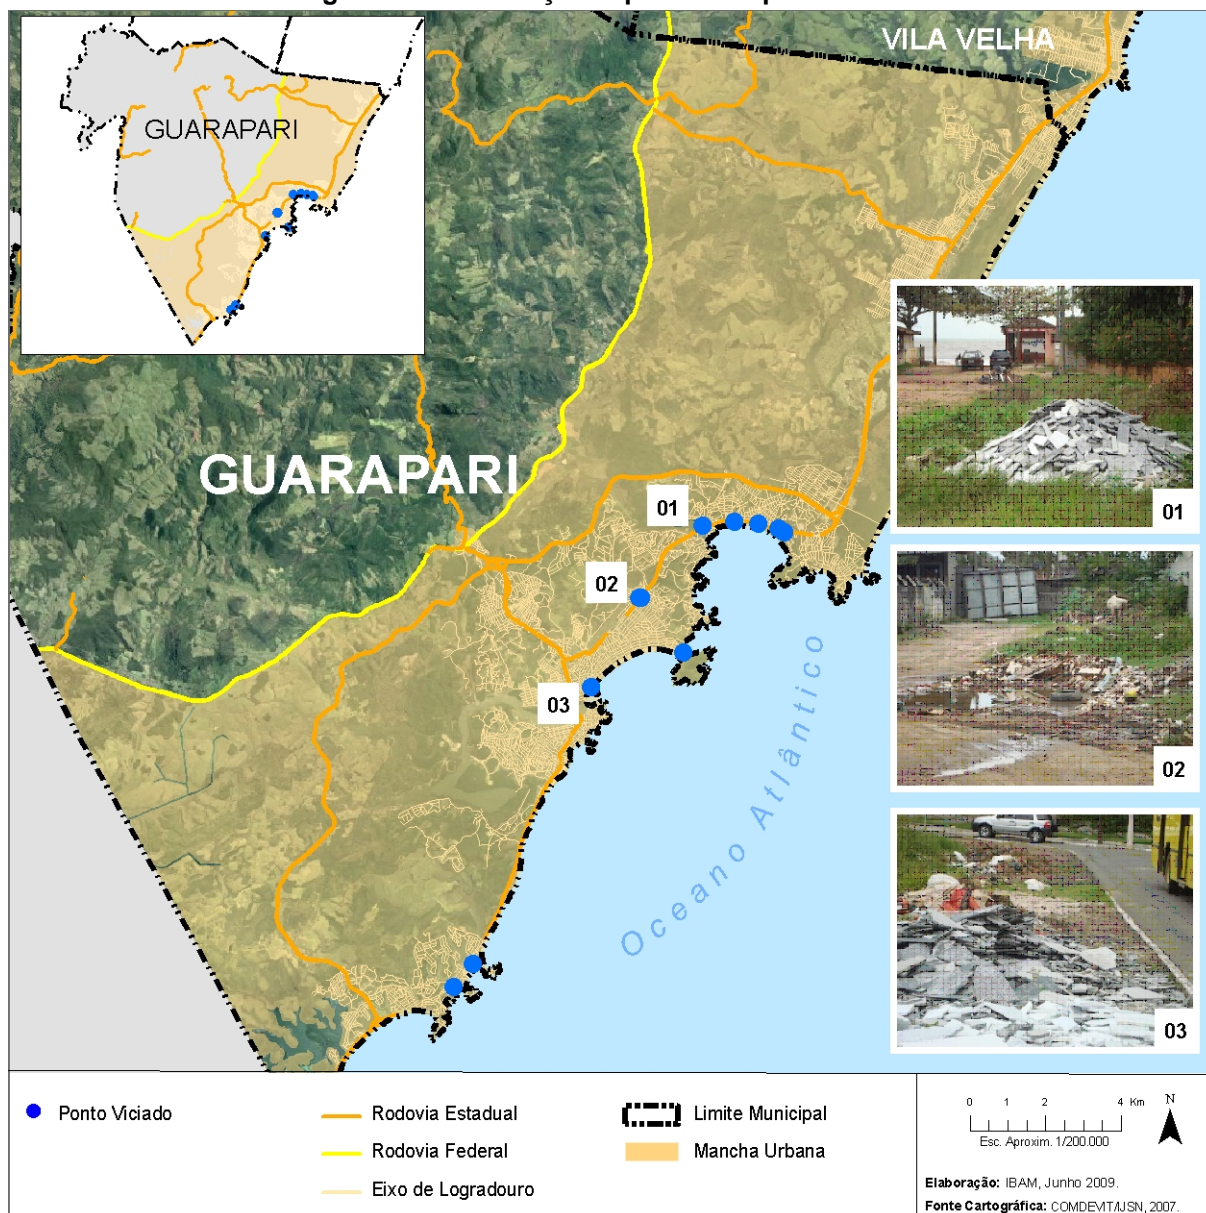 VILA VELHA
GUARAPARI
GUARAPARI
01
02
03
Oceano Atlântico
01
02
03
Ponto Viciado
Rodovia Estadual
Rodovia Federal
Eixo de Logradouro
Limite Municipal
Mancha Urbana
0 1 2 4 Km
N
Esc. Aproxim. 1/200.000
Elaboração: IBAM, Junho 2009.
Fonte Cartográfica: COMDEVIT/IJSN, 2007.